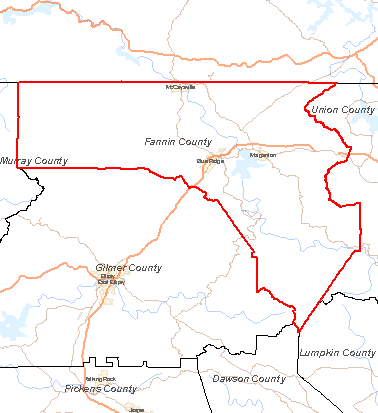 McCaysville
Union County
Fannin County
Morganton
Blue Ridge
Murray County
Gilmer County
Ellijay
East Ellijay
Lumpkin County
Talking Rock
Dawson County
Pickens County
Jasper